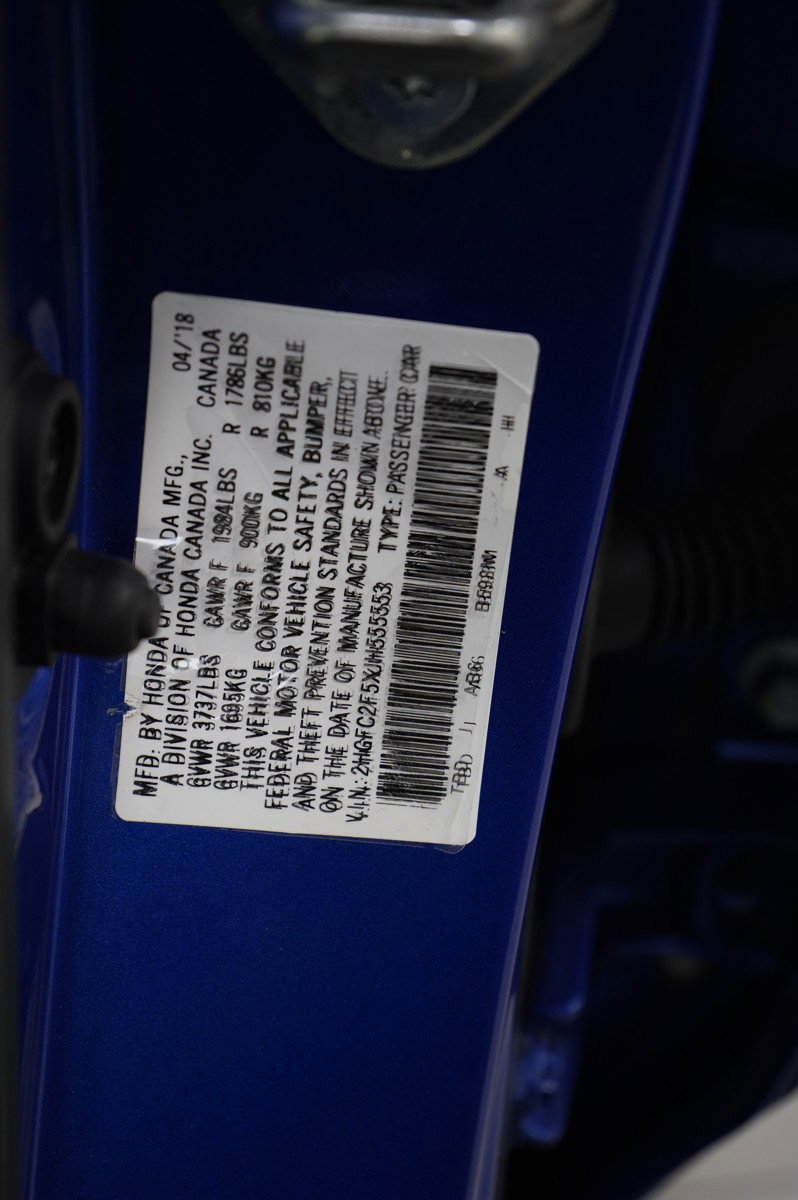 MFD. BY HONDA OF CANADA MFG., 04/'18
A DIVISION OF HONDA CANADA INC. CANADA
GVWR 3737LBS GAWR F 1984LBS R 1786LBS
GVWR 1695KG GAWR F 900KG R 810KG
THIS VEHICLE CONFORMS TO ALL APPLICABLE
FEDERAL MOTOR VEHICLE SAFETY, BUMPER,
AND THEFT PREVENTION STANDARDS IN EFFECT
ON THE DATE OF MANUFACTURE SHOWN ABOVE.
V.I.N.: 2HGFC2F5XJH555553 TYPE: PASSENGER CAR